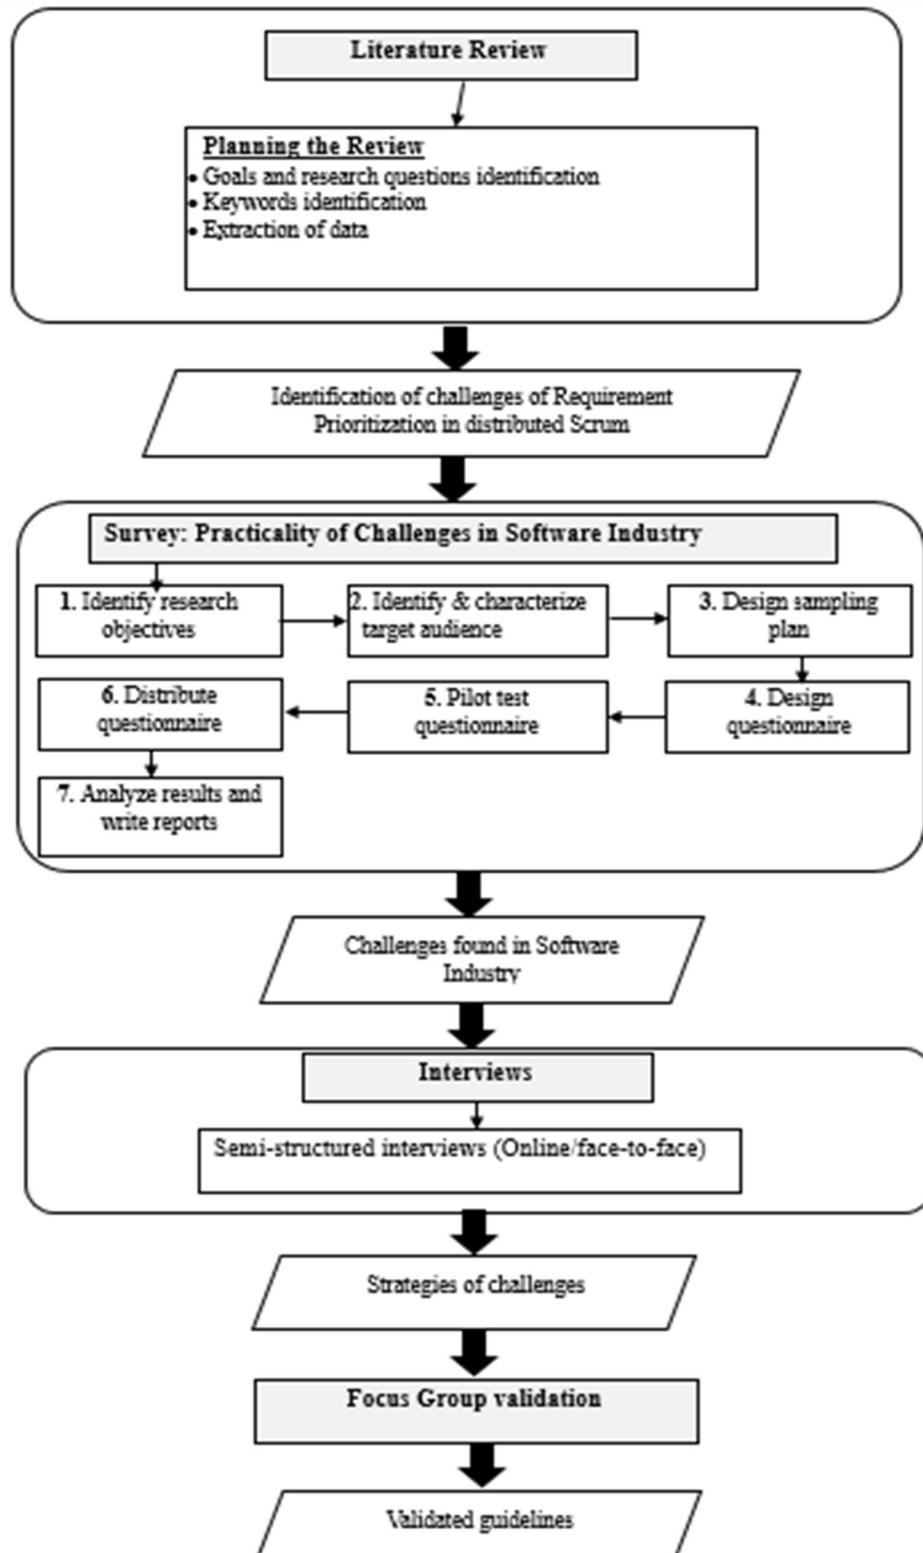 Literature Review
Planning the Review
• Goals and research questions identification
• Keywords identification
• Extraction of data
Identification of challenges of Requirement
Prioritization in distributed Scrum
Survey: Practicality of Challenges in Software Industry
1. Identify research
objectives
2. Identify & characterize
target audience
3. Design sampling
plan
6. Distribute
questionnaire
5. Pilot test
questionnaire
4. Design
questionnaire
7. Analyze results and
write reports
Challenges found in Software
Industry
Interviews
Semi-structured interviews (Online/face-to-face)
Strategies of challenges
Focus Group validation
Validated guidelines